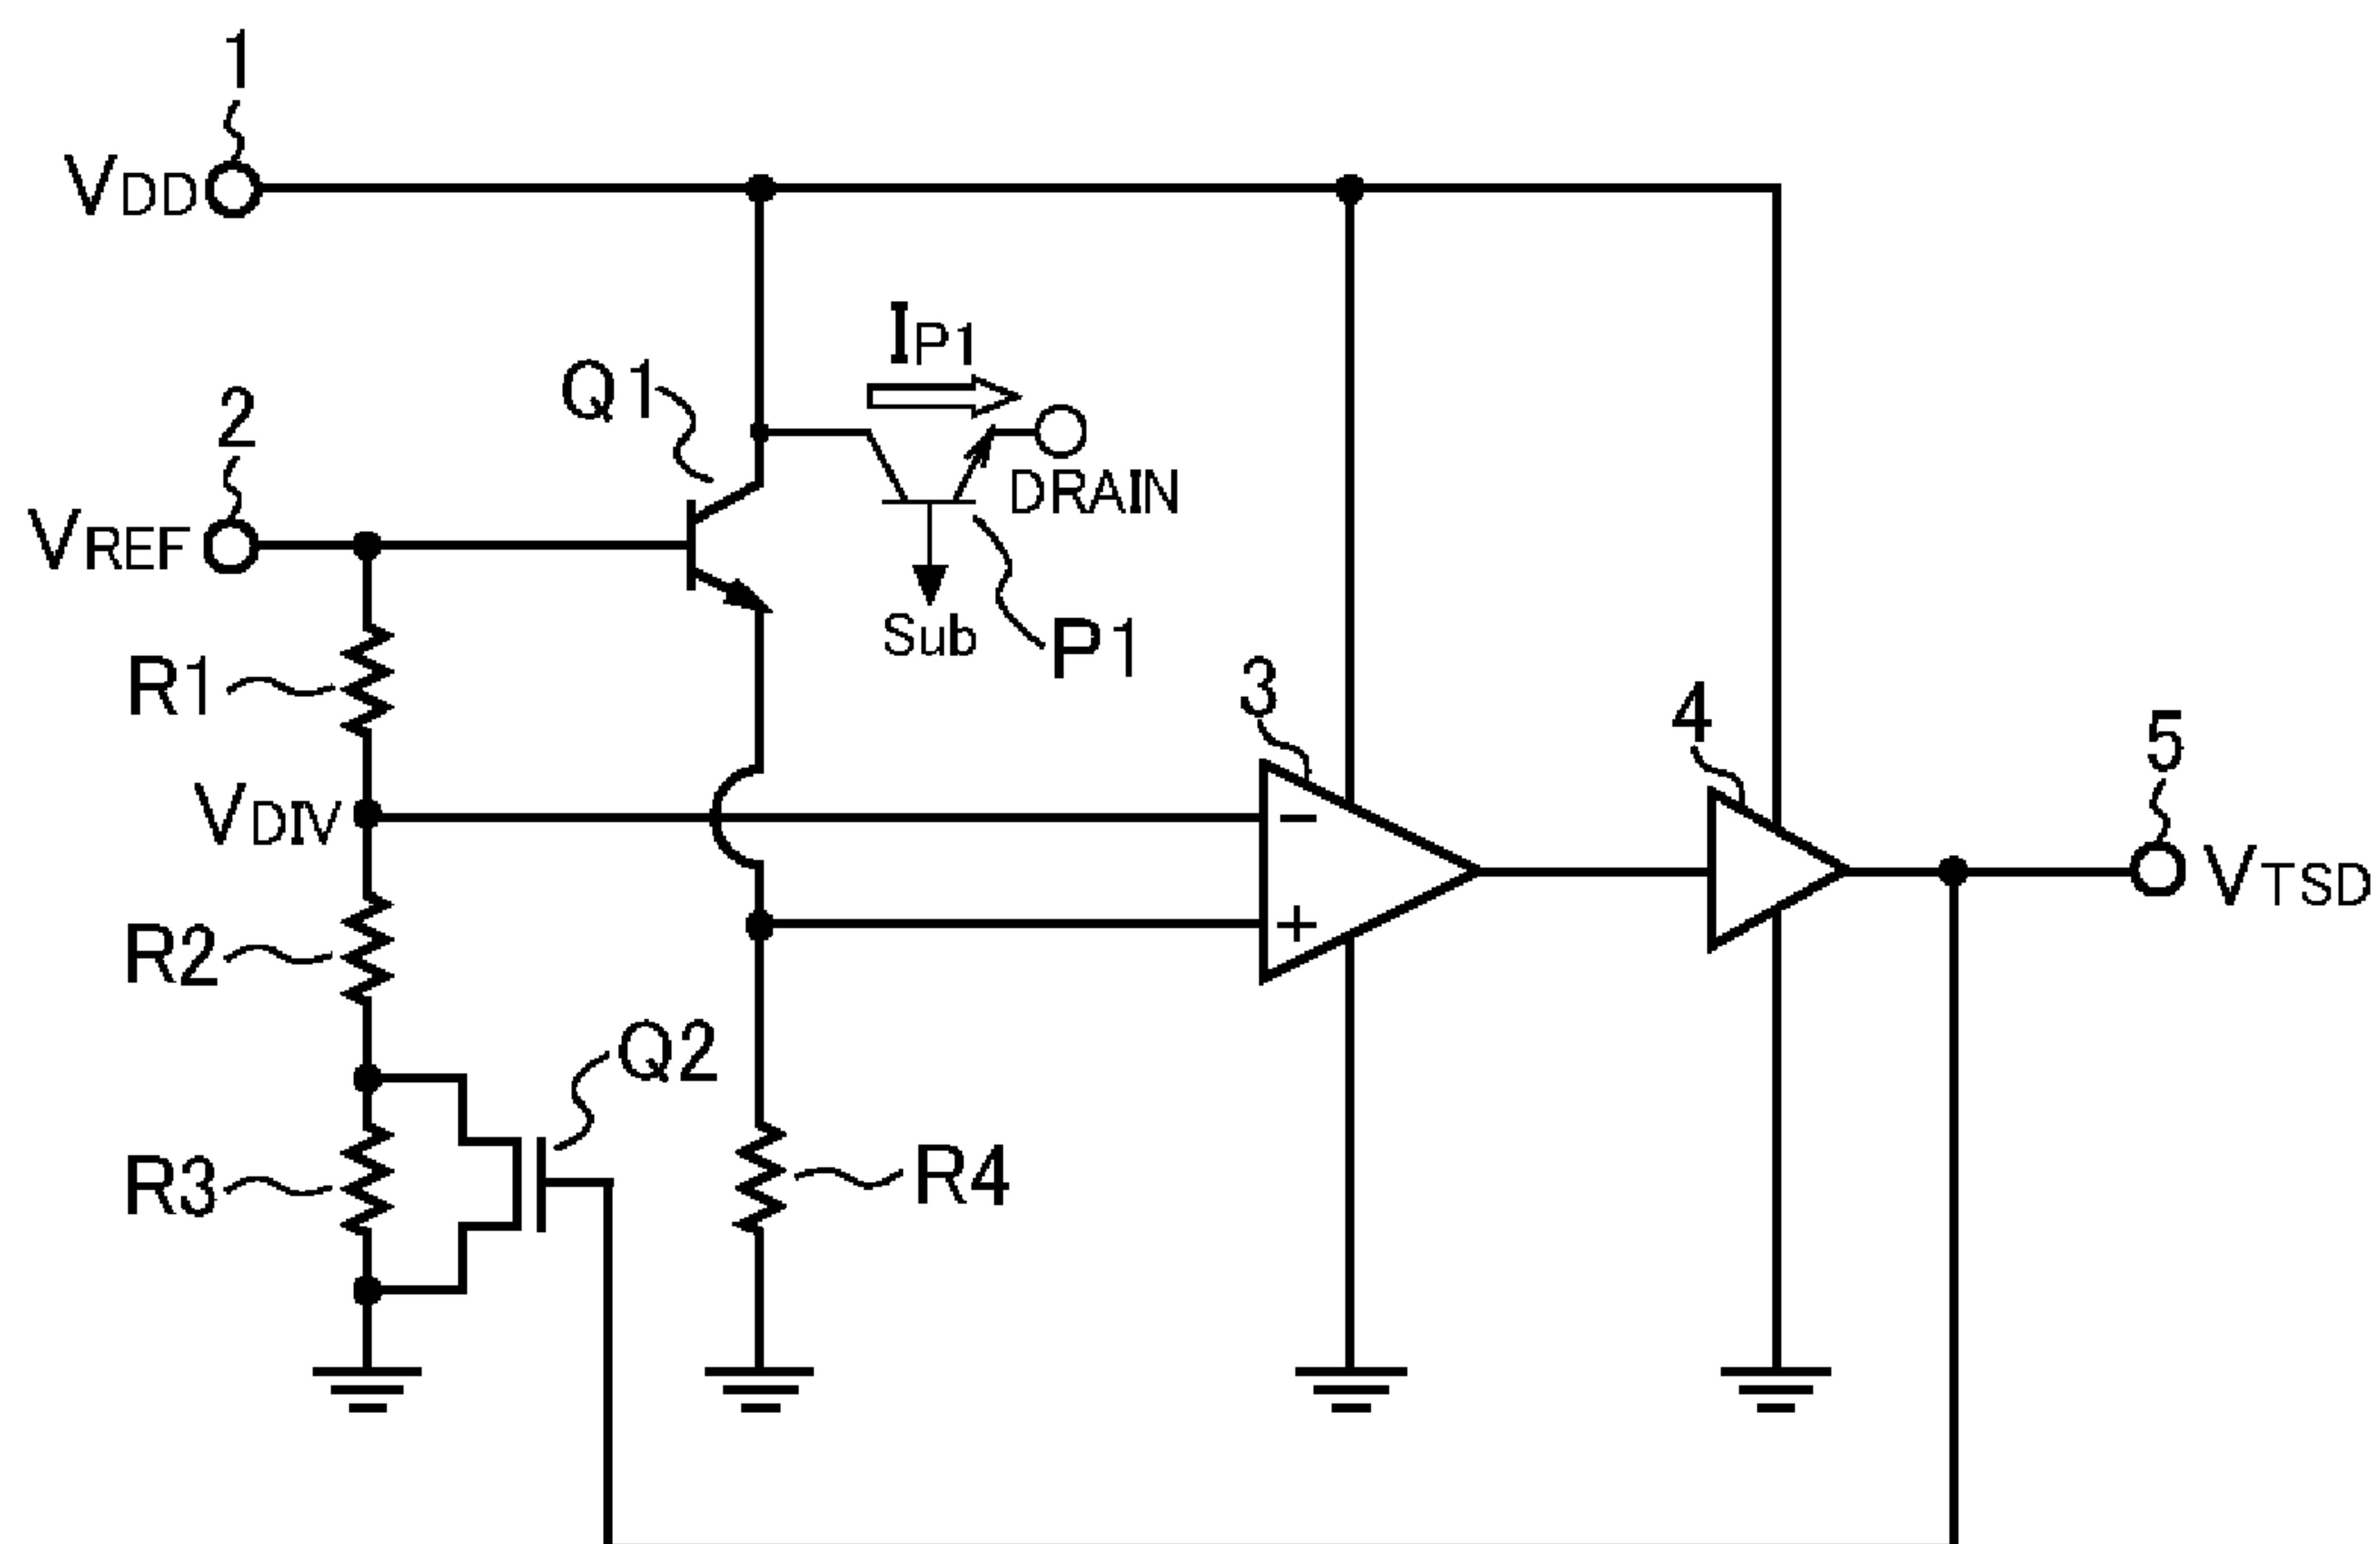 1
VDD
IP1
Q1
2
DRAIN
VREF
Sub
P1
R1
3
4
5
VDIV
−
VTSD
+
R2
Q2
R3
R4